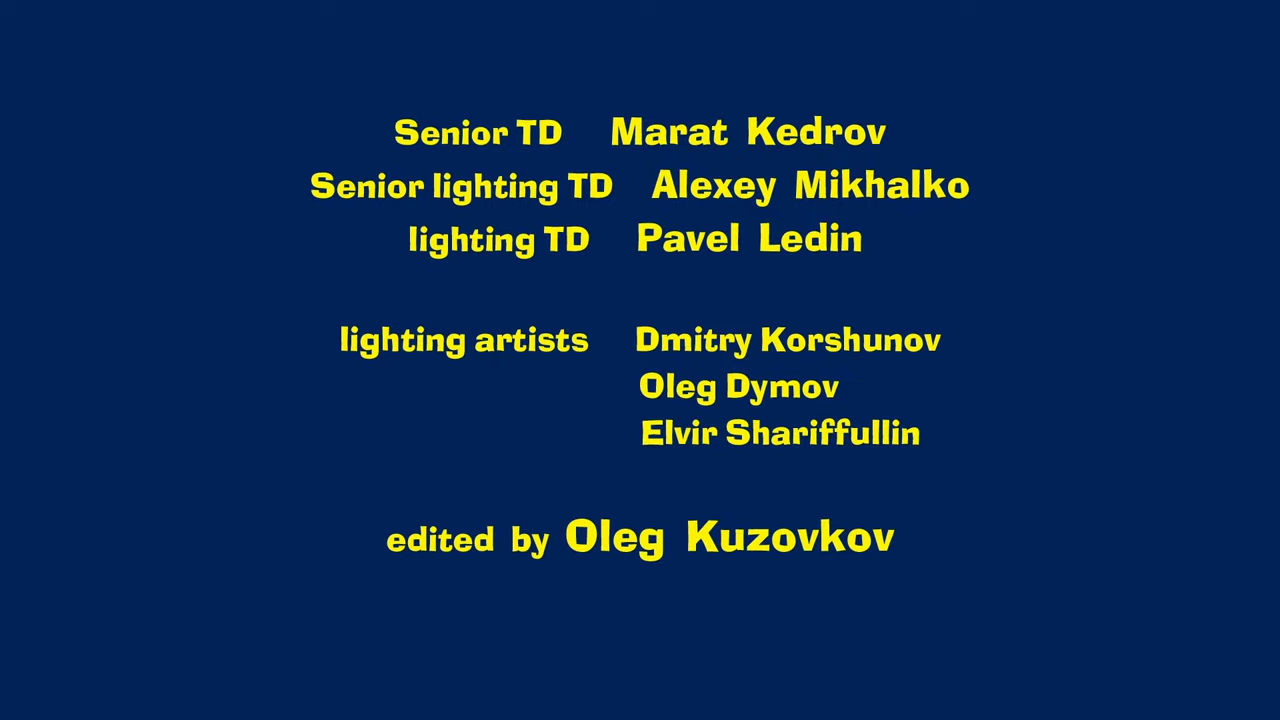 Senior TD Marat Kedrov
Senior lighting TD Alexey Mikhalko
lighting TD Pavel Ledin
lighting artists Dmitry Korshunov
Oleg Dymov
Elvir Shariffullin
edited by Oleg Kuzovkov